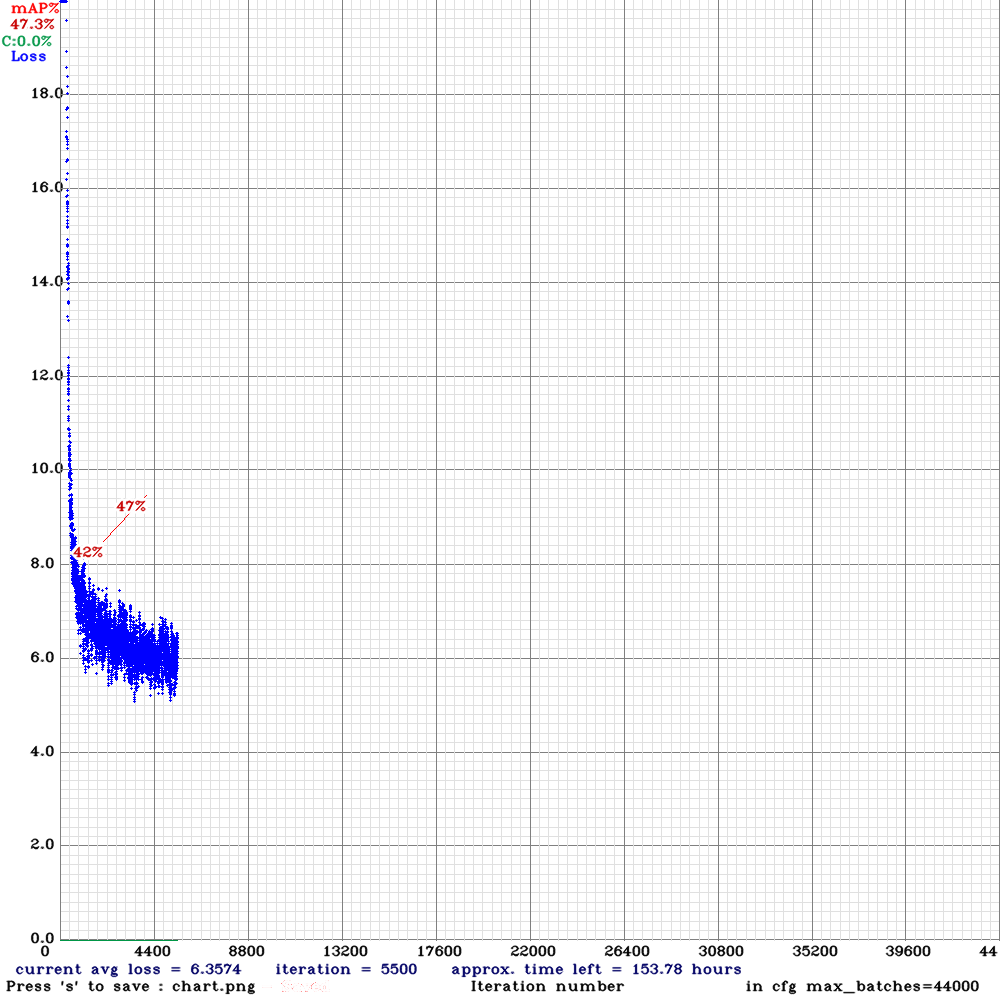 mAP%
47.3%
C:0.0%
Loss
18.0
16.0
14.0
12.0
10.0
47%
42%
8.0
6.0
4.0
2.0
0.0
0 4400 8800 13200 17600 22000 26400 30800 35200 39600 44
current avg loss = 6.3574 iteration = 5500 approx. time left = 153.78 hours
Press 's' to save : chart.png Iteration number in cfg max_batches=44000